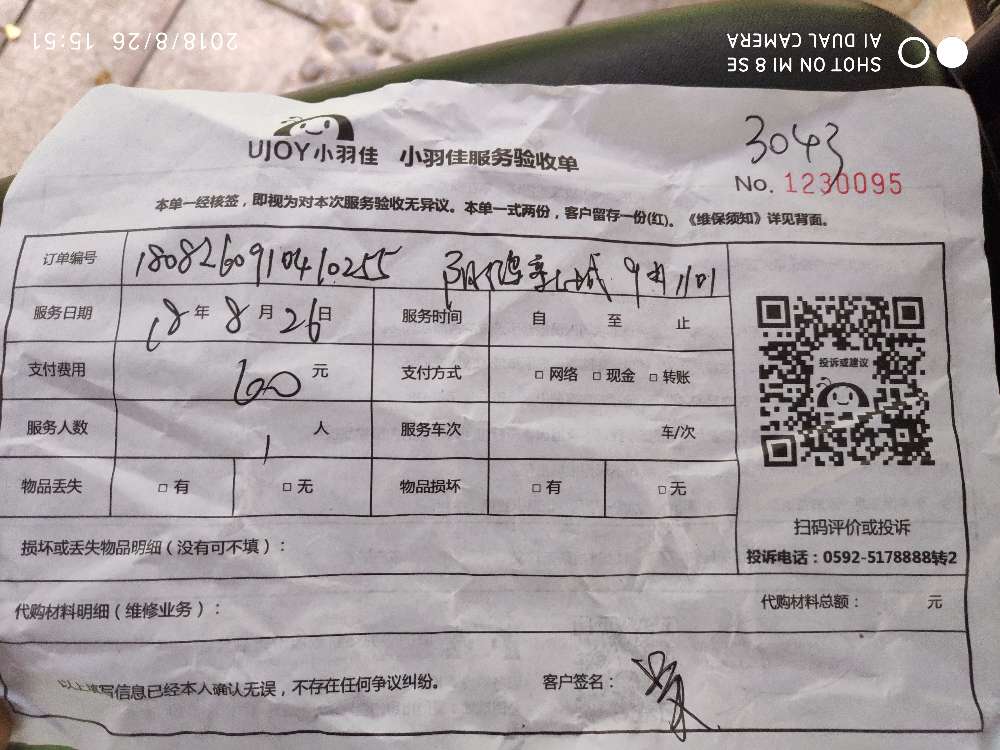 2018/8/26 15:51
SHOT ON MI 8 SE
AI DUAL CAMERA
3043
UJOY小羽佳 小羽佳服务验收单
No. 1230095
本单一经核签，即视为对本次服务验收无异议。本单一式两份，客户留存一份(红)。《维保须知》详见背面。
订单编号 1808260910410255 城 1101
服务日期 18年8月26日 服务时间 自 至 止
支付费用 60元 支付方式 □ 网络 □ 现金 □ 转账
服务人数 1人 服务车次 车/次
物品丢失 □ 有 □ 无 物品损坏 □ 有 □ 无
投诉或建议
扫码评价或投诉
投诉电话：0592-5178888转2
损坏或丢失物品明细（没有可不填）：
代购材料明细（维修业务）： 代购材料总额： 元
以上填写信息已经本人确认无误，不存在任何争议纠纷。 客户签名：